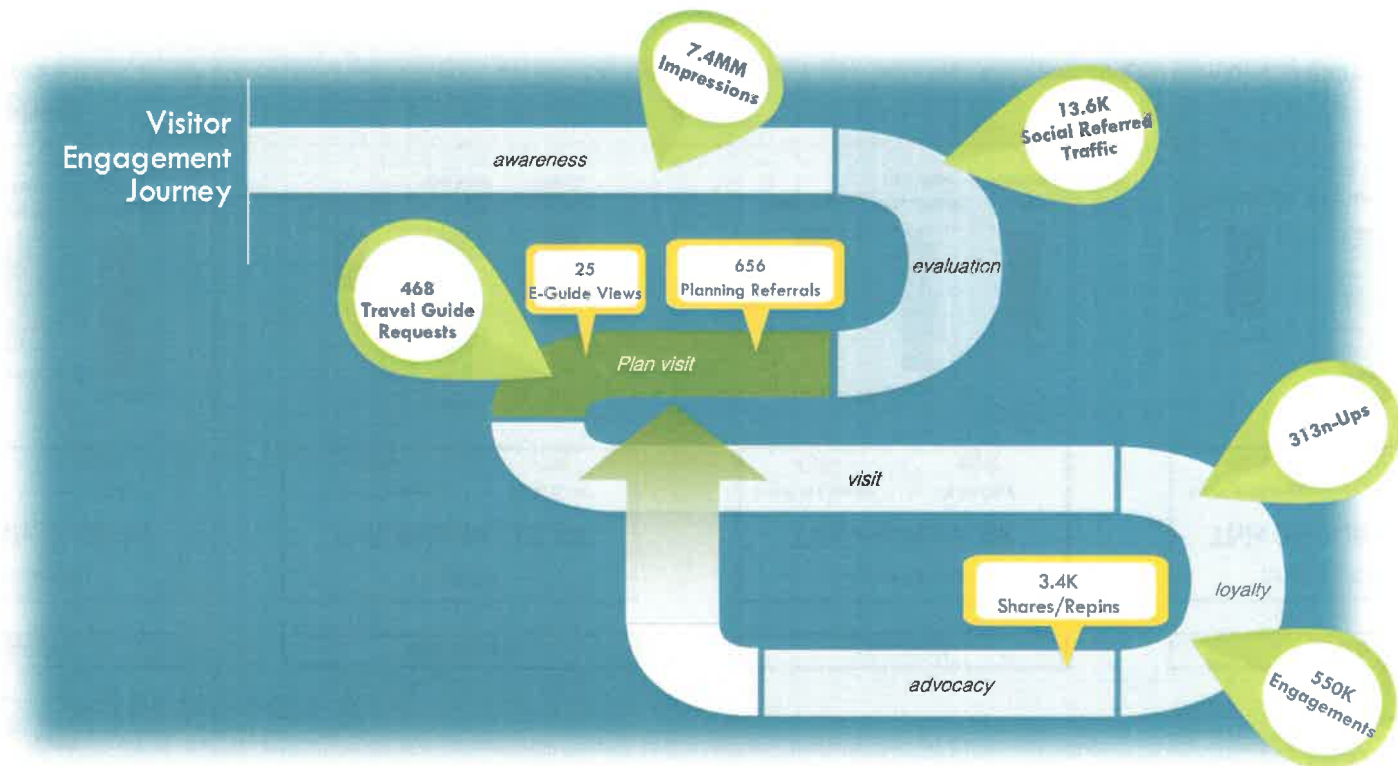 Visitor
Engagement
Journey
7.4MM
Impressions
awareness
13.6K
Social Referred
Traffic
evaluation
25
E-Guide Views
656
Planning Referrals
468
Travel Guide
Requests
Plan visit
visit
313n-Ups
loyalty
3.4K
Shares/Repins
advocacy
550K
Engagements